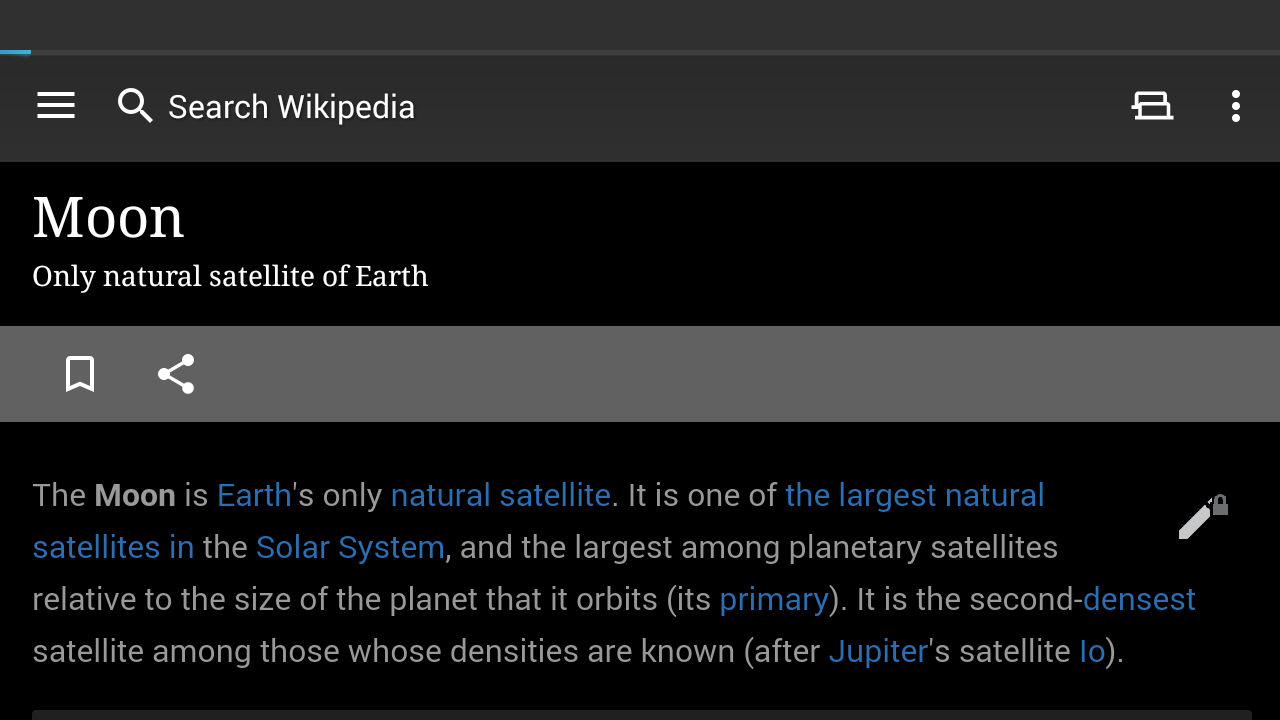 Search Wikipedia
Moon
Only natural satellite of Earth
The Moon is Earth's only natural satellite. It is one of the largest natural
satellites in the Solar System, and the largest among planetary satellites
relative to the size of the planet that it orbits (its primary). It is the second-densest
satellite among those whose densities are known (after Jupiter's satellite Io).